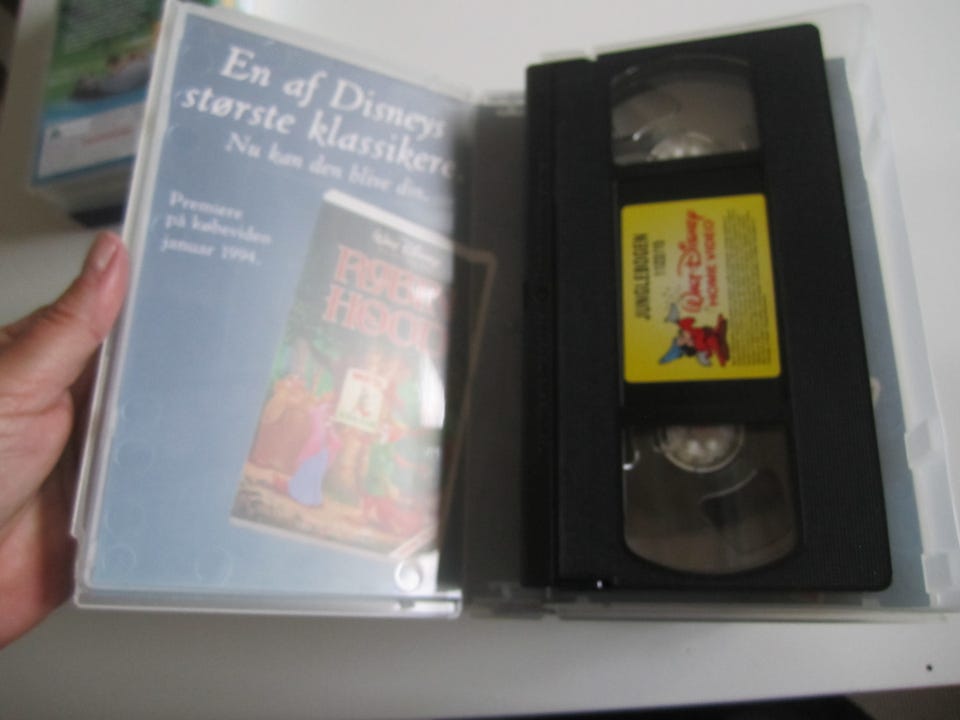 En af Disneys
største klassikere.
Nu kan den blive din...
Premiere
på købevideo
januar 1994.
Walt Disney
ROBIN
HOOD
JUNGLEBOGEN
Walt Disney
HOME VIDEO